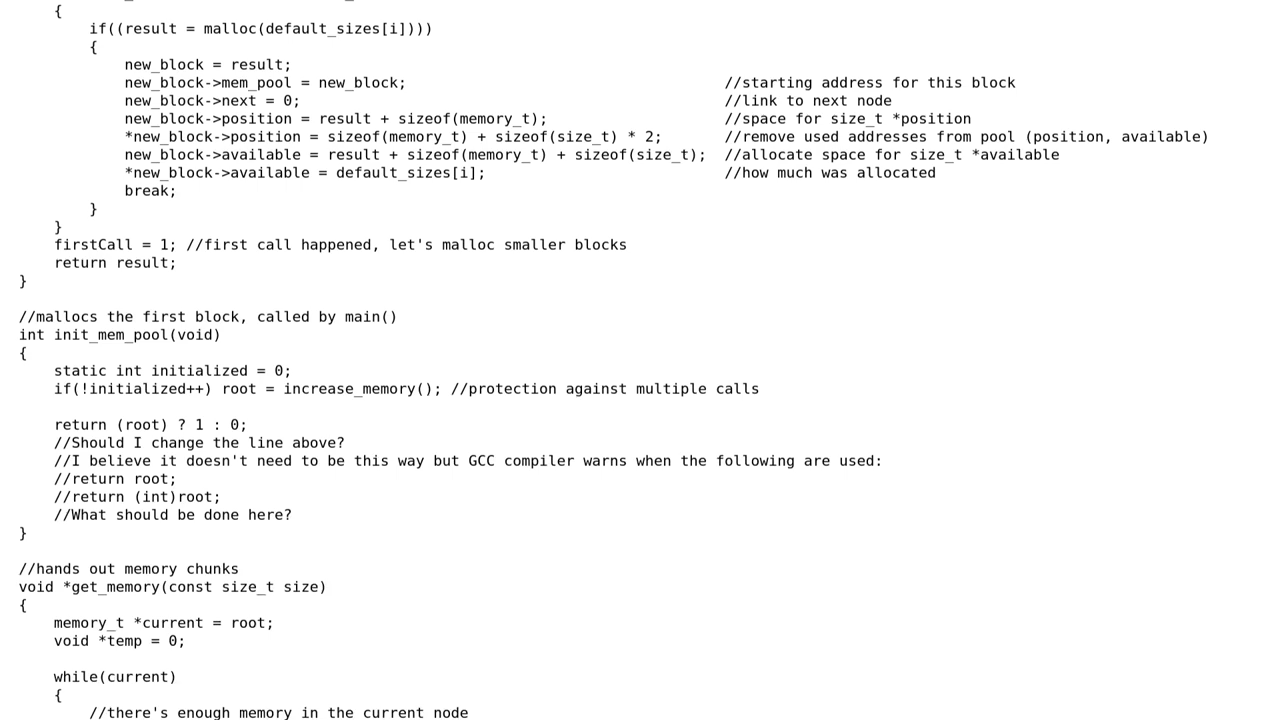 {
if((result = malloc(default_sizes[i])))
{
new_block = result;
new_block->mem_pool = new_block; //starting address for this block
new_block->next = 0; //link to next node
new_block->position = result + sizeof(memory_t); //space for size_t *position
*new_block->position = sizeof(memory_t) + sizeof(size_t) * 2; //remove used addresses from pool (position, available)
new_block->available = result + sizeof(memory_t) + sizeof(size_t); //allocate space for size_t *available
*new_block->available = default_sizes[i]; //how much was allocated
break;
}
}
firstCall = 1; //first call happened, let's malloc smaller blocks
return result;
}
//mallocs the first block, called by main()
int init_mem_pool(void)
{
static int initialized = 0;
if(!initialized++) root = increase_memory(); //protection against multiple calls
return (root) ? 1 : 0;
//Should I change the line above?
//I believe it doesn't need to be this way but GCC compiler warns when the following are used:
//return root;
//return (int)root;
//What should be done here?
}
//hands out memory chunks
void *get_memory(const size_t size)
{
memory_t *current = root;
void *temp = 0;
while(current)
{
//there's enough memory in the current node